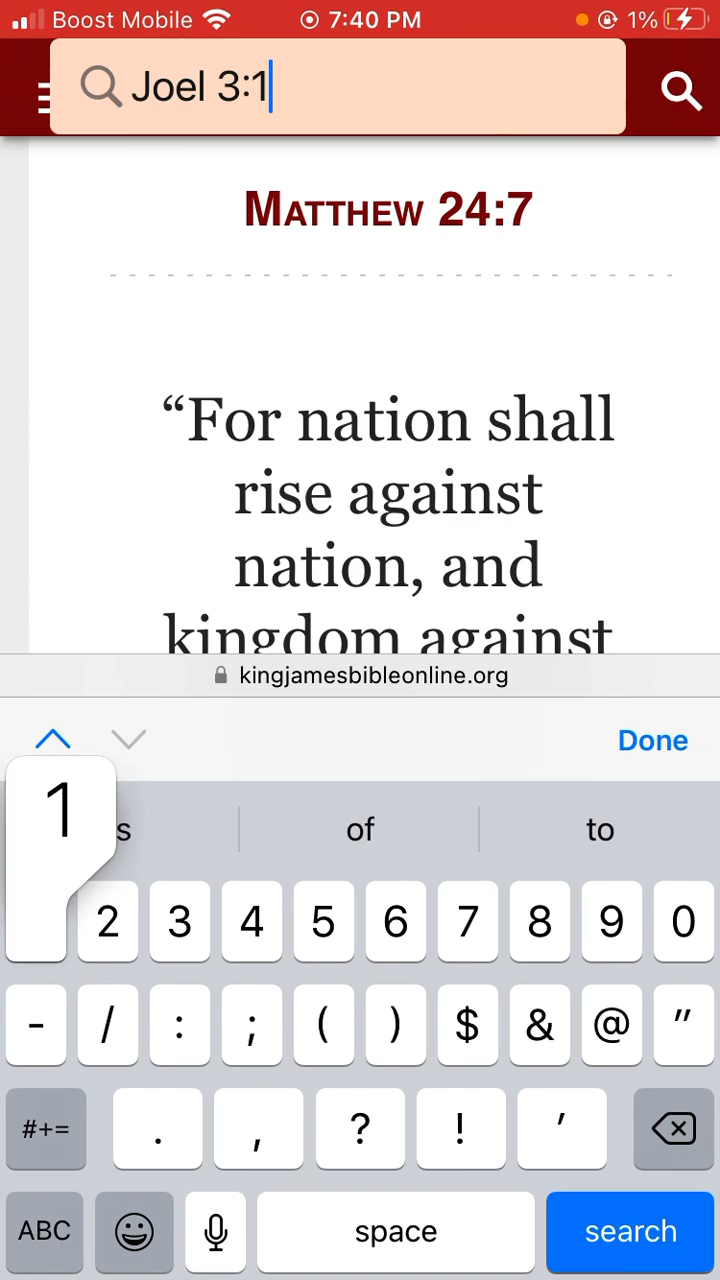 Boost Mobile 7:40 PM 1%
Joel 3:1
MATTHEW 24:7
“For nation shall
rise against
nation, and
kingdom against
kingjamesbibleonline.org
Done
1
s of to
2 3 4 5 6 7 8 9 0
- / : ; ( ) $ & @ "
#+= . , ? ! '
ABC space search